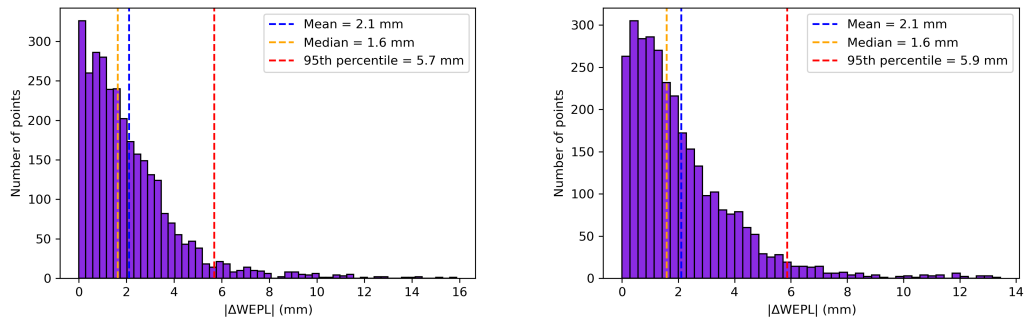 Mean = 2.1 mm
Median = 1.6 mm
95th percentile = 5.7 mm
Number of points
300
250
200
150
100
50
0
0 2 4 6 8 10 12 14 16
|ΔWEPL| (mm)
Mean = 2.1 mm
Median = 1.6 mm
95th percentile = 5.9 mm
Number of points
300
250
200
150
100
50
0
0 2 4 6 8 10 12 14
|ΔWEPL| (mm)